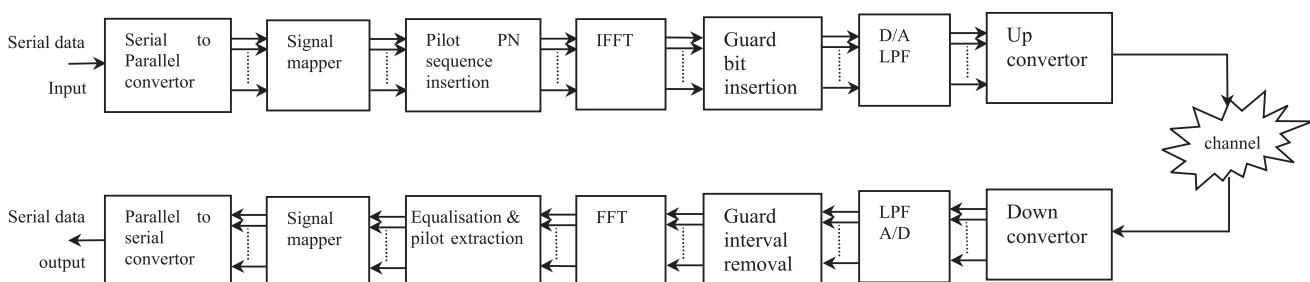 Serial data
Input
Serial to
Parallel
convertor
Signal
mapper
Pilot PN
sequence
insertion
IFFT
Guard
bit
insertion
D/A
LPF
Up
convertor
channel
Serial data
output
Parallel to
serial
convertor
Signal
mapper
Equalisation &
pilot extraction
FFT
Guard
interval
removal
LPF
A/D
Down
convertor